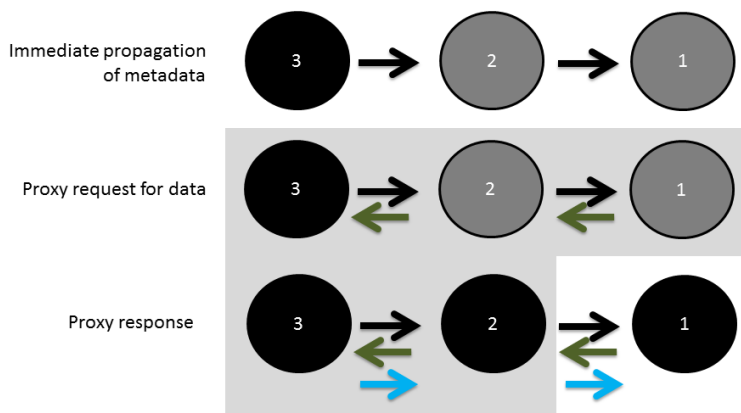 Immediate propagation
of metadata
3
2
1
Proxy request for data
3
2
1
Proxy response
3
2
1